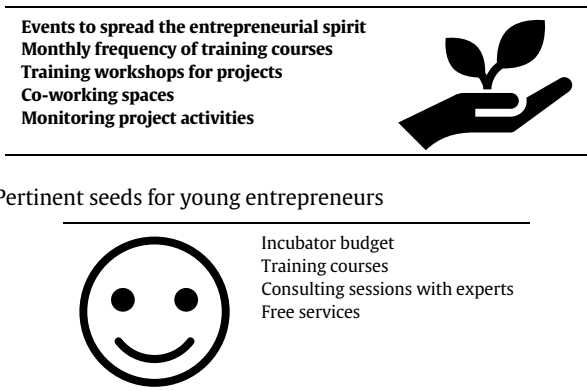 Events to spread the entrepreneurial spirit
Monthly frequency of training courses
Training workshops for projects
Co-working spaces
Monitoring project activities
Pertinent seeds for young entrepreneurs
Incubator budget
Training courses
Consulting sessions with experts
Free services